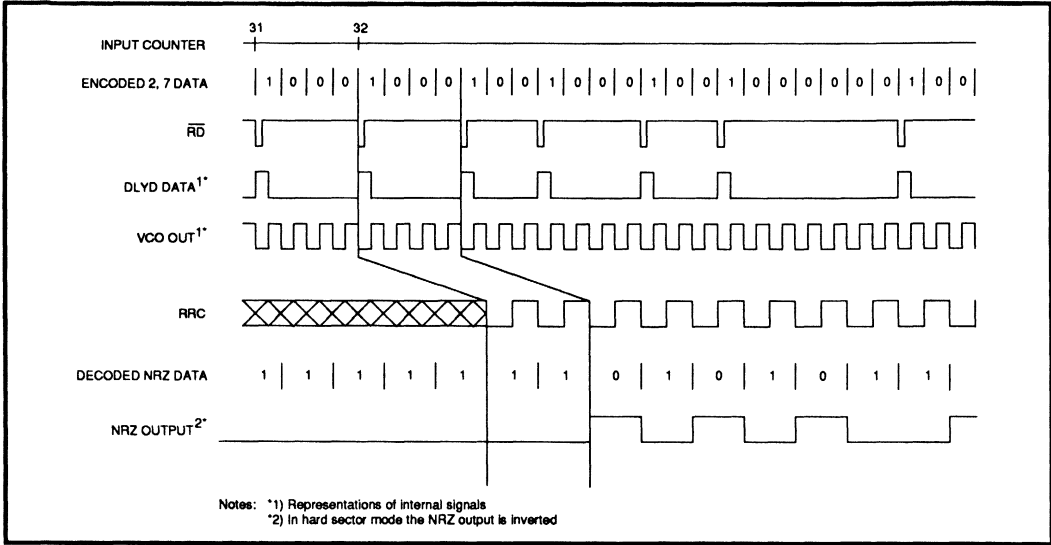 31 32
INPUT COUNTER
ENCODED 2, 7 DATA 1 0 0 0 1 0 0 0 1 0 0 1 0 0 0 1 0 0 1 0 0 0 0 0 0 1 0 0
RD
DLYD DATA1*
VCO OUT1*
RRC
DECODED NRZ DATA 1 1 1 1 1 1 1 0 1 0 1 0 1 1
NRZ OUTPUT2*
Notes: *1) Representations of internal signals
*2) In hard sector mode the NRZ output is inverted